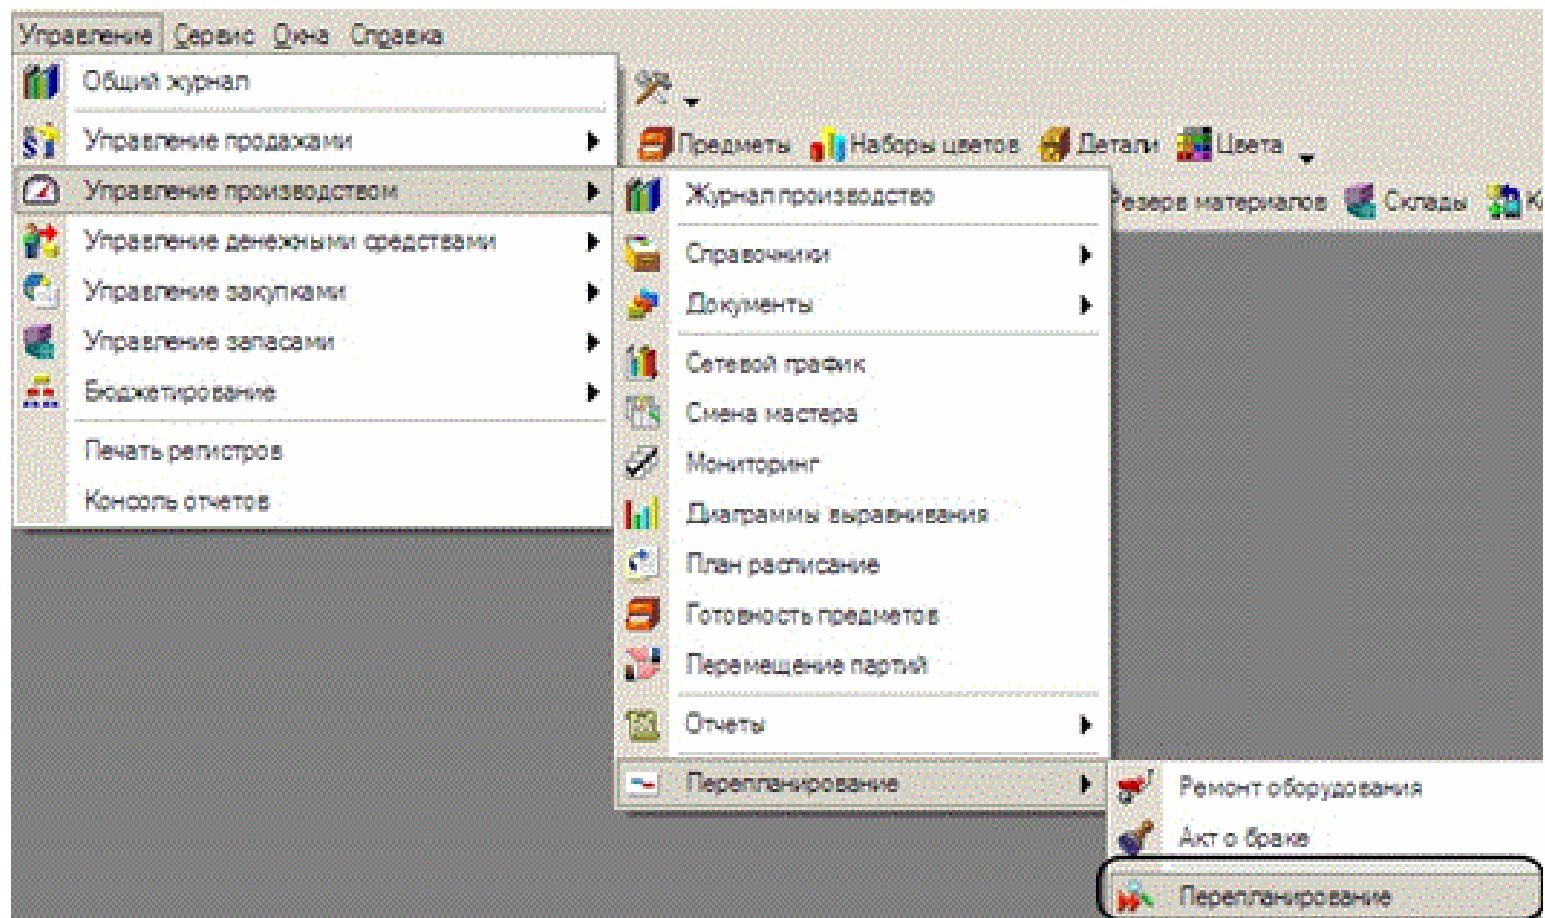 Управление Сервис Окна Справка
Общий журнал
Управление продажами
Управление производством
Управление денежными средствами
Управление закупками
Управление запасами
Бюджетирование
Печать регистров
Консоль отчетов
Предметы Наборы цветов Детали Цвета
Резерв материалов Склады
Журнал производство
Справочники
Документы
Сетевой график
Смена мастера
Мониторинг
Диаграммы выравнивания
План расписание
Готовность предметов
Перемещение партий
Отчеты
Перепланирование
Ремонт оборудования
Акт о браке
Перепланирование